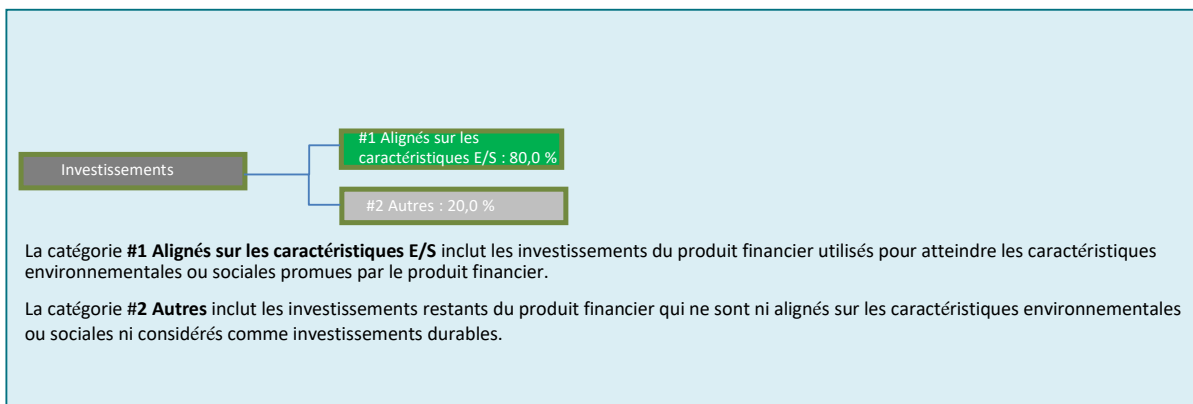 #1 Alignés sur les
caractéristiques E/S : 80,0 %
Investissements
#2 Autres : 20,0 %
La catégorie #1 Alignés sur les caractéristiques E/S inclut les investissements du produit financier utilisés pour atteindre les caractéristiques
environnementales ou sociales promues par le produit financier.
La catégorie #2 Autres inclut les investissements restants du produit financier qui ne sont ni alignés sur les caractéristiques environnementales
ou sociales ni considérés comme investissements durables.